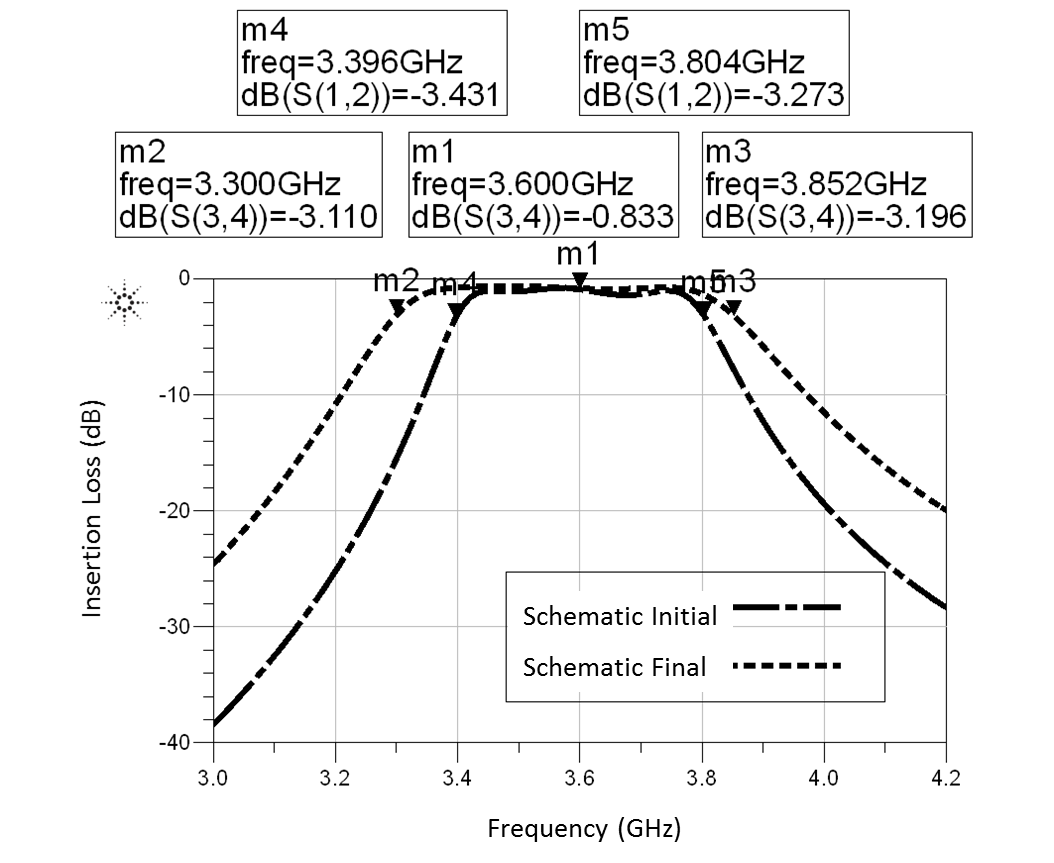 m4
freq=3.396GHz
dB(S(1,2))=-3.431
m5
freq=3.804GHz
dB(S(1,2))=-3.273
m2
freq=3.300GHz
dB(S(3,4))=-3.110
m1
freq=3.600GHz
dB(S(3,4))=-0.833
m3
freq=3.852GHz
dB(S(3,4))=-3.196
m1
m2
m4
m5
m3
0
-10
-20
-30
-40
Insertion Loss (dB)
Schematic Initial
Schematic Final
3.0
3.2
3.4
3.6
3.8
4.0
4.2
Frequency (GHz)